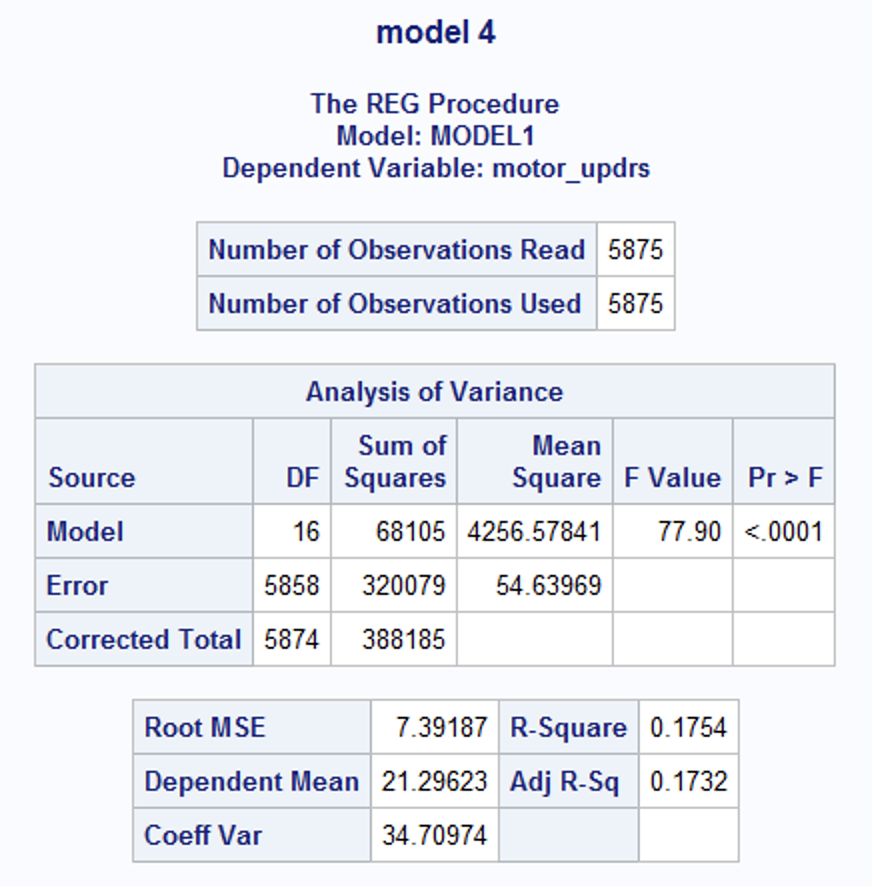 model 4
The REG Procedure
Model: MODEL1
Dependent Variable: motor_updrs
Number of Observations Read 5875
Number of Observations Used 5875
Analysis of Variance
Source DF Sum of Squares Mean Square F Value Pr > F
Model 16 68105 4256.57841 77.90 <.0001
Error 5858 320079 54.63969
Corrected Total 5874 388185
Root MSE 7.39187 R-Square 0.1754
Dependent Mean 21.29623 Adj R-Sq 0.1732
Coeff Var 34.70974